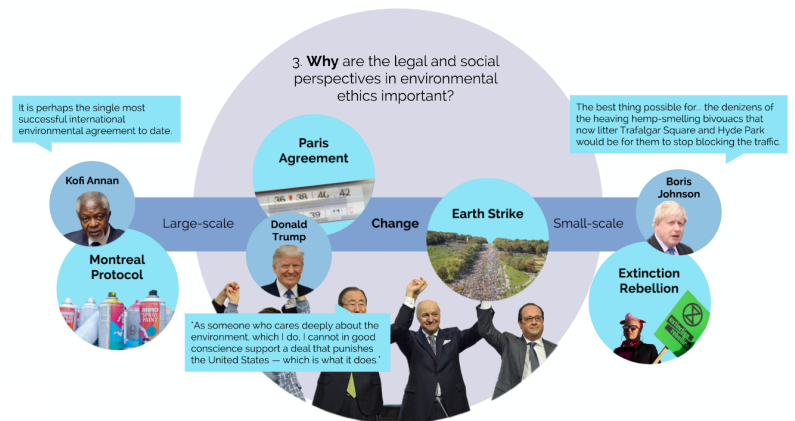 3. Why are the legal and social
perspectives in environmental
ethics important?
It is perhaps the single most
successful international
environmental agreement to date.
The best thing possible for... the denizens of
the heaving hemp-smelling bivouacs that
now litter Trafalgar Square and Hyde Park
would be for them to stop blocking the traffic.
Paris
Agreement
36 38 40 42
39
Kofi Annan
Boris
Johnson
Large-scale
Donald
Trump
Change
Earth Strike
Small-scale
Montreal
Protocol
Extinction
Rebellion
"As someone who cares deeply about the
environment, which I do, I cannot in good
conscience support a deal that punishes
the United States — which is what it does."